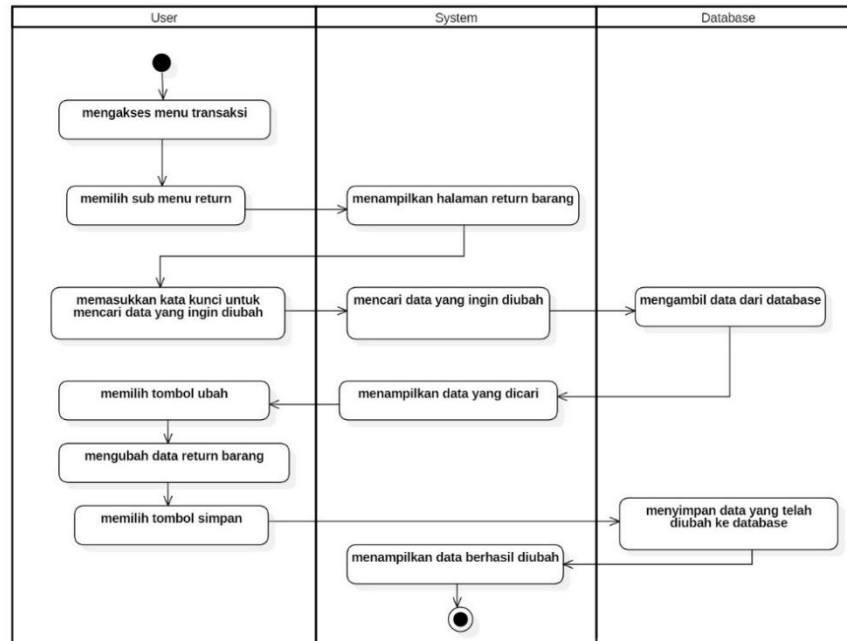 User
System
Database
mengakses menu transaksi
memilih sub menu return
menampilkan halaman return barang
memasukkan kata kunci untuk
mencari data yang ingin diubah
mencari data yang ingin diubah
mengambil data dari database
memilih tombol ubah
menampilkan data yang dicari
mengubah data return barang
memilih tombol simpan
menyimpan data yang telah
diubah ke database
menampilkan data berhasil diubah